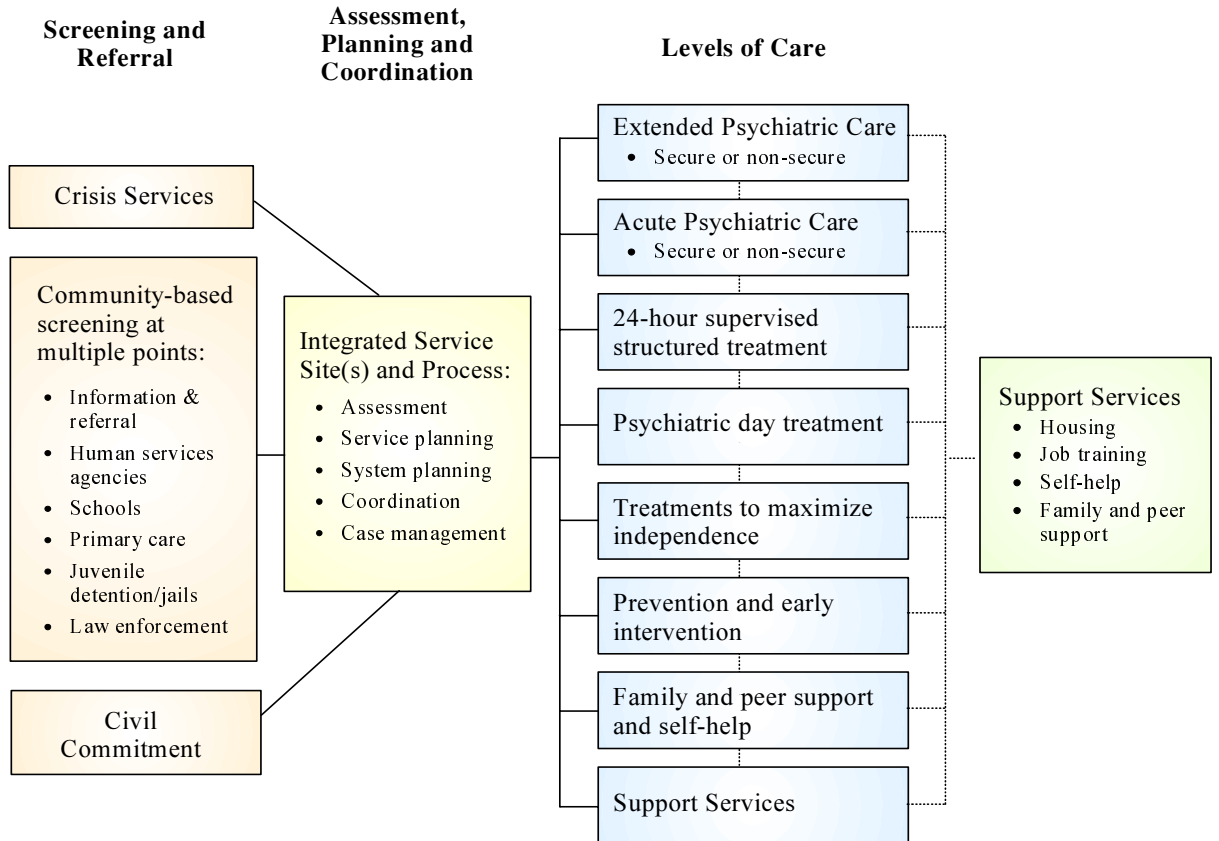 Screening and
Referral
Assessment,
Planning and
Coordination
Levels of Care
Crisis Services
Community-based
screening at
multiple points:
• Information &
referral
• Human services
agencies
• Schools
• Primary care
• Juvenile
detention/jails
• Law enforcement
Civil
Commitment
Integrated Service
Site(s) and Process:
• Assessment
• Service planning
• System planning
• Coordination
• Case management
Extended Psychiatric Care
• Secure or non-secure
Acute Psychiatric Care
• Secure or non-secure
24-hour supervised
structured treatment
Psychiatric day treatment
Treatments to maximize
independence
Prevention and early
intervention
Family and peer support
and self-help
Support Services
Support Services
• Housing
• Job training
• Self-help
• Family and peer
support